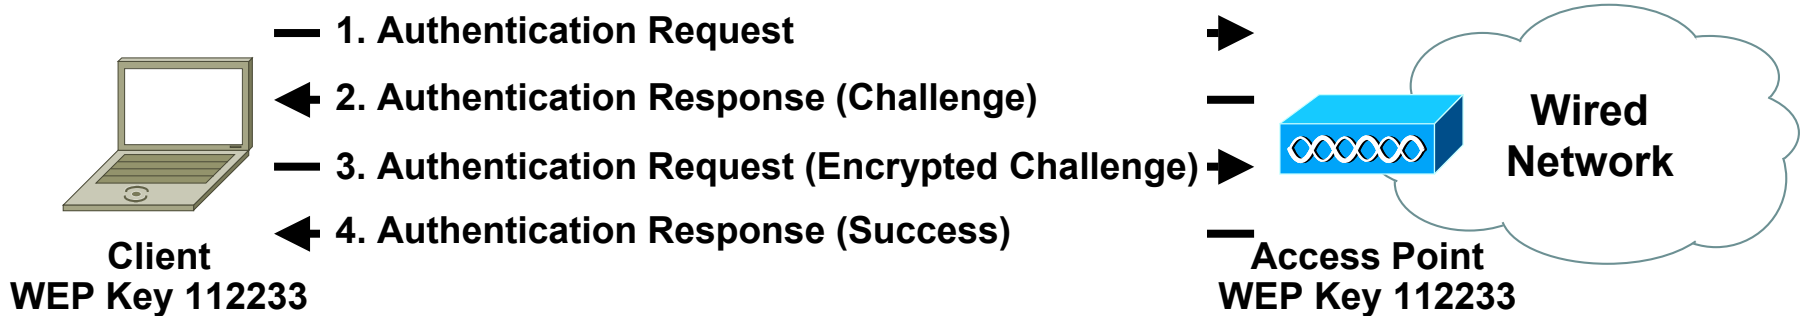 1. Authentication Request
2. Authentication Response (Challenge)
3. Authentication Request (Encrypted Challenge)
4. Authentication Response (Success)
Wired
Network
Client
WEP Key 112233
Access Point
WEP Key 112233